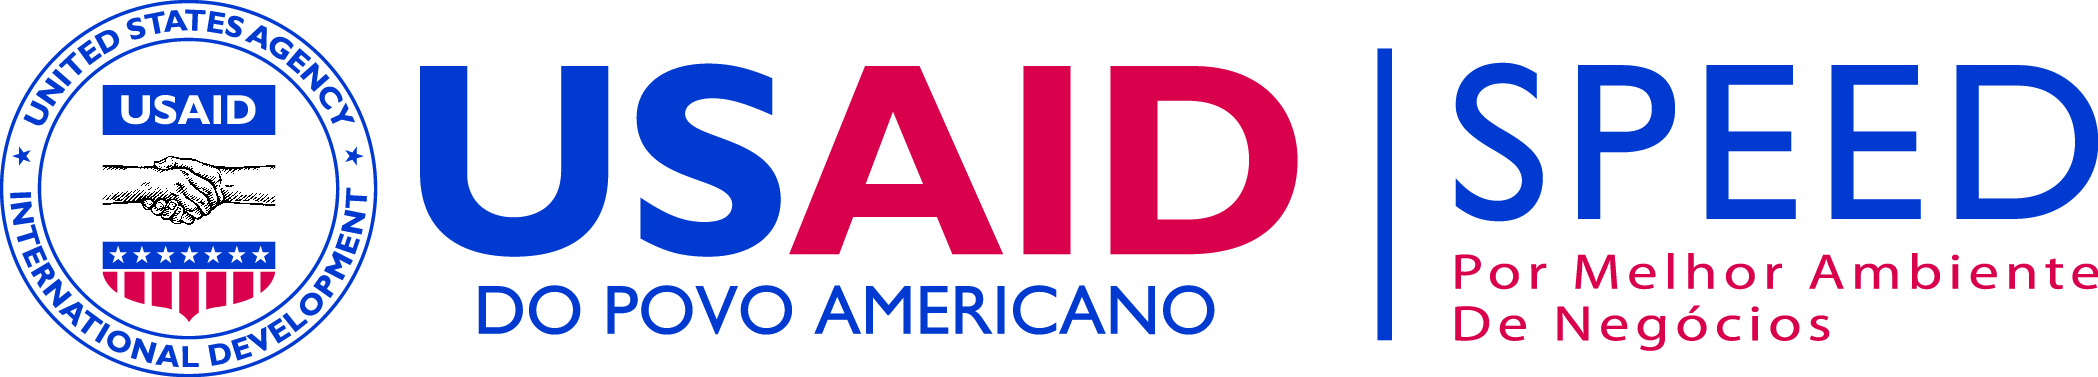 UNITED STATES AGENCY
INTERNATIONAL DEVELOPMENT
USAID
USAID
DO POVO AMERICANO
SPEED
Por Melhor Ambiente
De Negócios